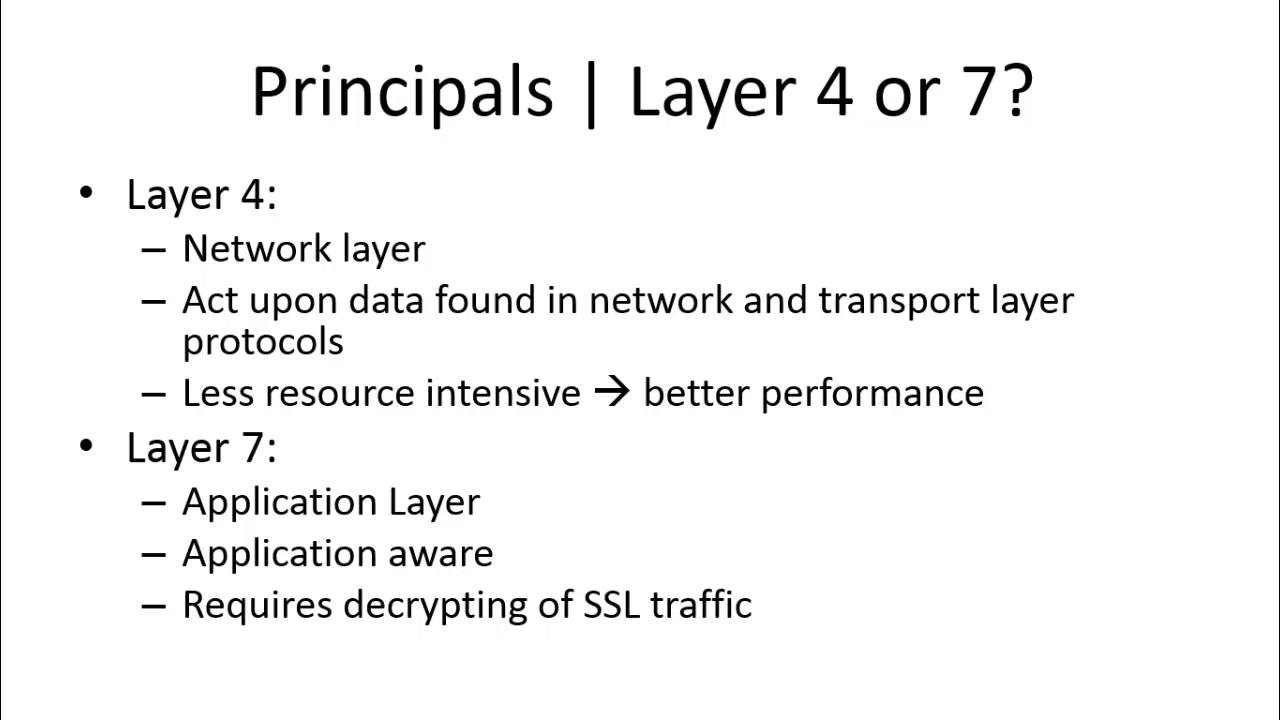 Principals | Layer 4 or 7?
• Layer 4:
– Network layer
– Act upon data found in network and transport layer
protocols
– Less resource intensive → better performance
• Layer 7:
– Application Layer
– Application aware
– Requires decrypting of SSL traffic